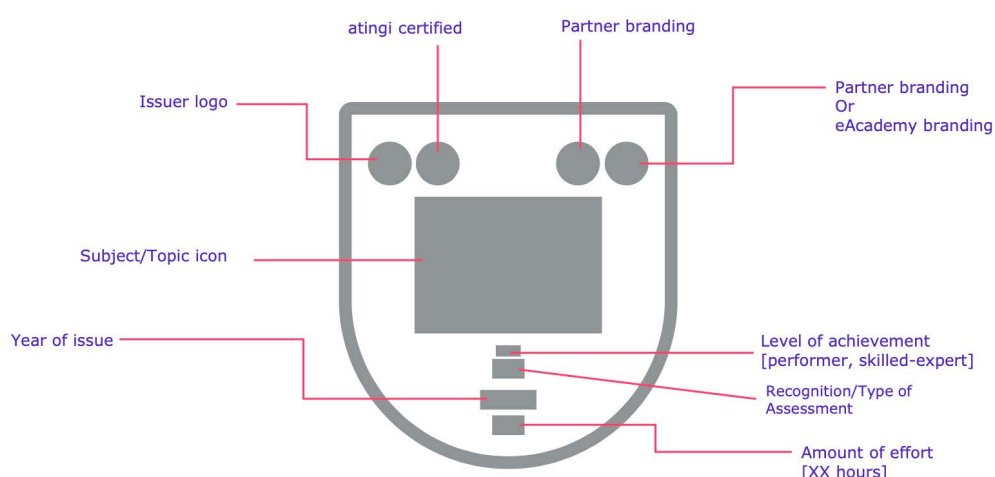 atingi certified
Partner branding
Issuer logo
Partner branding
Or
eAcademy branding
Subject/Topic icon
Year of issue
Level of achievement
[performer, skilled-expert]
Recognition/Type of
Assessment
Amount of effort
[XX hours]